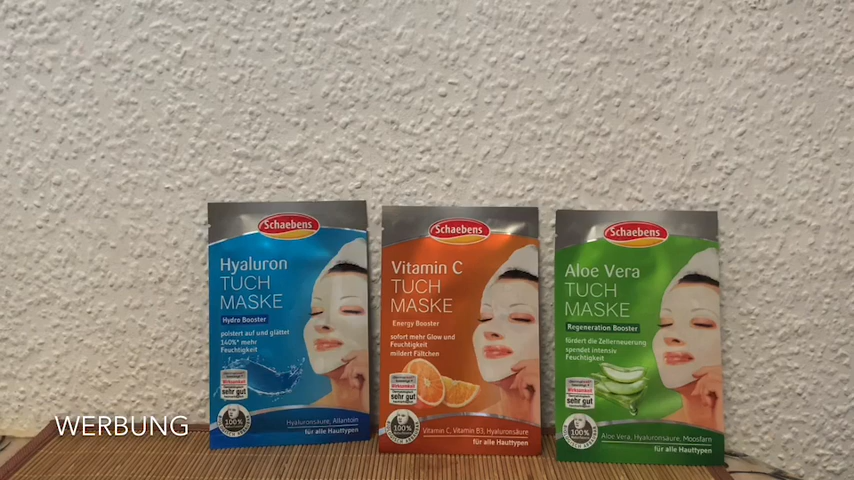 Schaebens
Hyaluron
TUCH
MASKE
Hydro Booster
polstert auf und glättet
140%* mehr
Feuchtigkeit
sehr gut
100%
Hyaluronsäure, Allantoin
für alle Hauttypen
Schaebens
Vitamin C
TUCH
MASKE
Energy Booster
sofort mehr Glow und
Feuchtigkeit
mildert Fältchen
sehr gut
100%
Vitamin C, Vitamin B3, Hyaluronsäure
für alle Hauttypen
Schaebens
Aloe Vera
TUCH
MASKE
Regeneration Booster
fördert die Zellerneuerung
spendet intensiv
Feuchtigkeit
sehr gut
100%
Aloe Vera, Hyaluronsäure, Moosfarn
für alle Hauttypen
WERBUNG